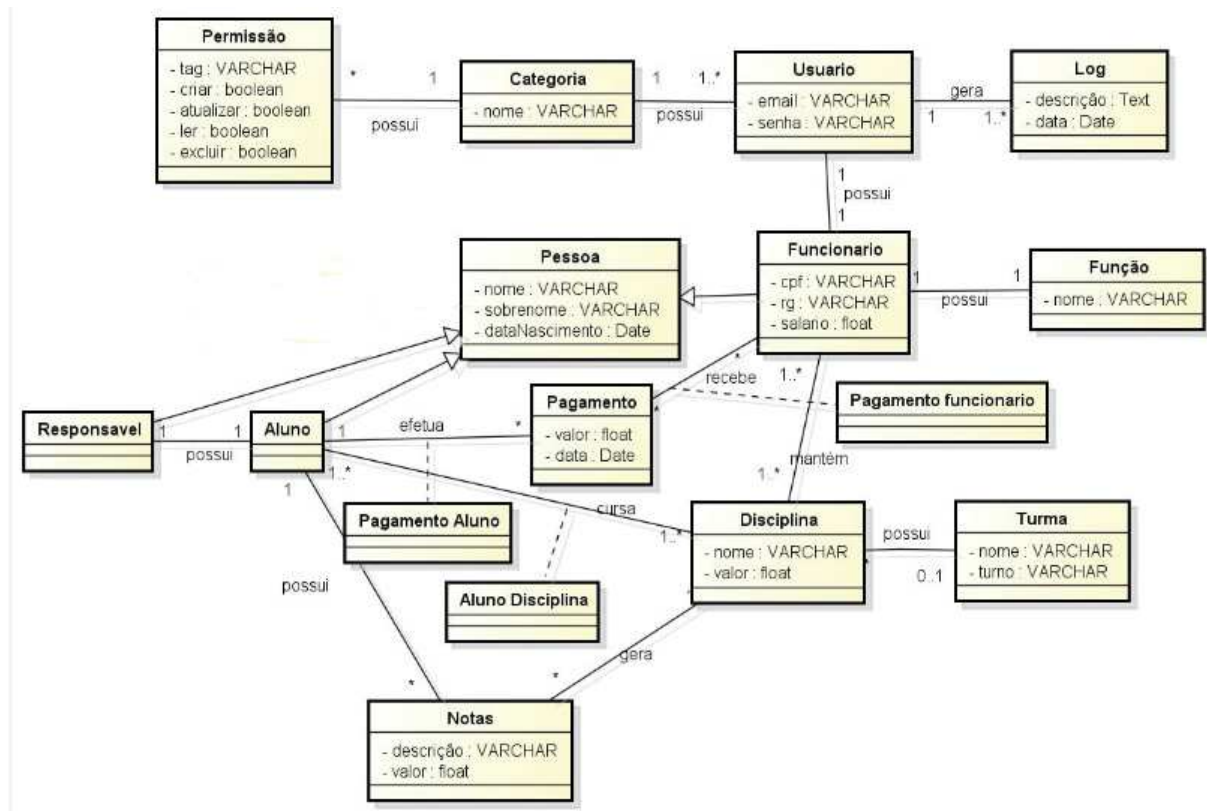 Permissão
- tag : VARCHAR
- criar : boolean
- atualizar : boolean
- ler : boolean
- excluir : boolean
*
1
possui
Categoria
- nome : VARCHAR
1
1..*
possui
Usuario
- email : VARCHAR
- senha : VARCHAR
gera
1
1..*
Log
- descrição : Text
- data : Date
1
possui
1
Pessoa
- nome : VARCHAR
- sobrenome : VARCHAR
- dataNascimento : Date
Funcionario
- cpf : VARCHAR
- rg : VARCHAR
- salario : float
1
1
possui
Função
- nome : VARCHAR
*
recebe
*
1..*
mantém
1..*
Pagamento funcionario
Responsavel
1
1
possui
Aluno
1
efetua
*
Pagamento
- valor : float
- data : Date
1..*
cursa
1..*
1
Pagamento Aluno
Disciplina
- nome : VARCHAR
- valor : float
possui
*
0..1
Turma
- nome : VARCHAR
- turno : VARCHAR
possui
Aluno Disciplina
*
gera
*
*
Notas
- descrição : VARCHAR
- valor : float